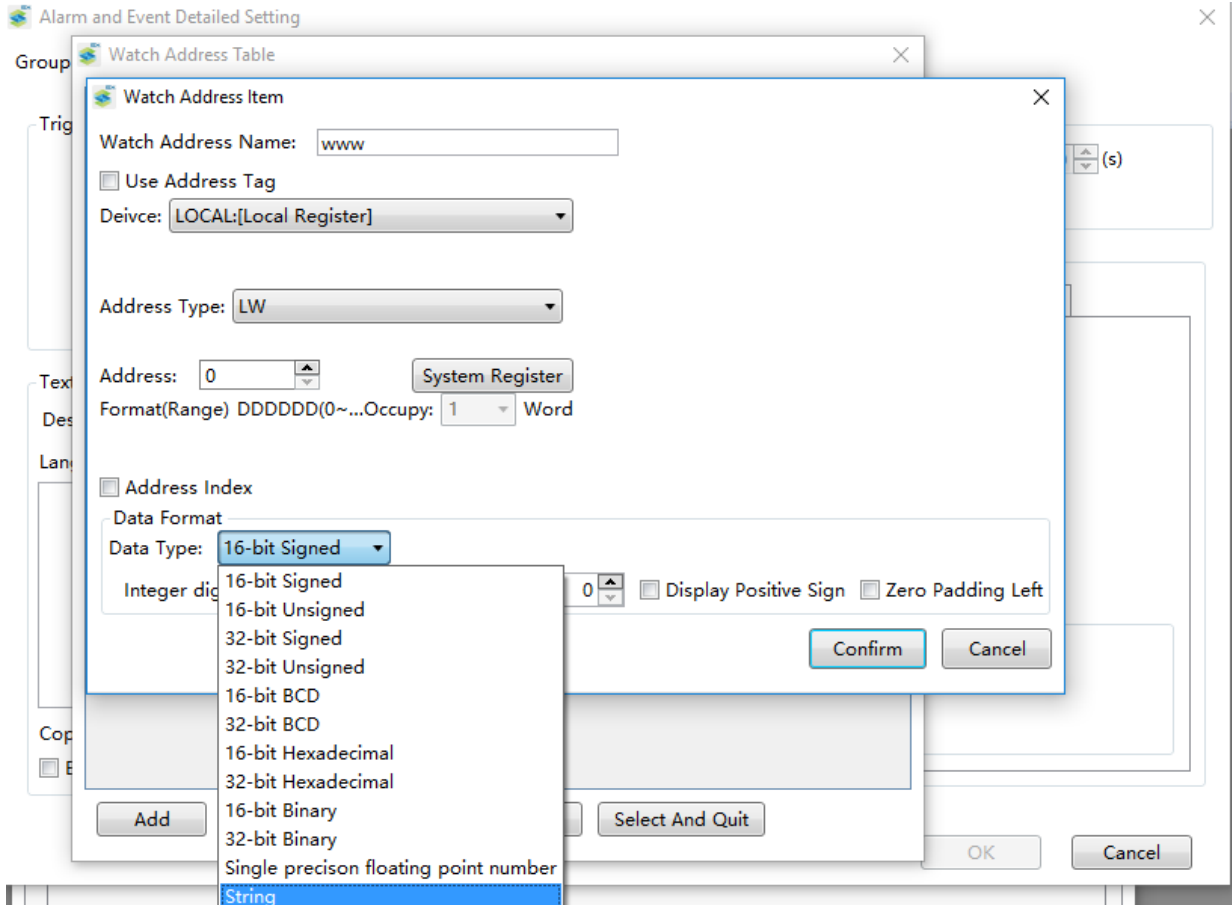 Alarm and Event Detailed Setting
Group
Watch Address Table
Watch Address Item
Trig
Watch Address Name: www
(s)
Use Address Tag
Deivce: LOCAL:[Local Register]
Address Type: LW
Address: 0 System Register
Text
Format(Range) DDDDDD(0~...Occupy: 1 Word
Des
Lang
Address Index
Data Format
Data Type: 16-bit Signed
Integer dig 0 Display Positive Sign Zero Padding Left
16-bit Signed
16-bit Unsigned
32-bit Signed
32-bit Unsigned
16-bit BCD
32-bit BCD
16-bit Hexadecimal
32-bit Hexadecimal
16-bit Binary
32-bit Binary
Single precison floating point number
String
Confirm Cancel
Cop
Add Select And Quit
OK Cancel